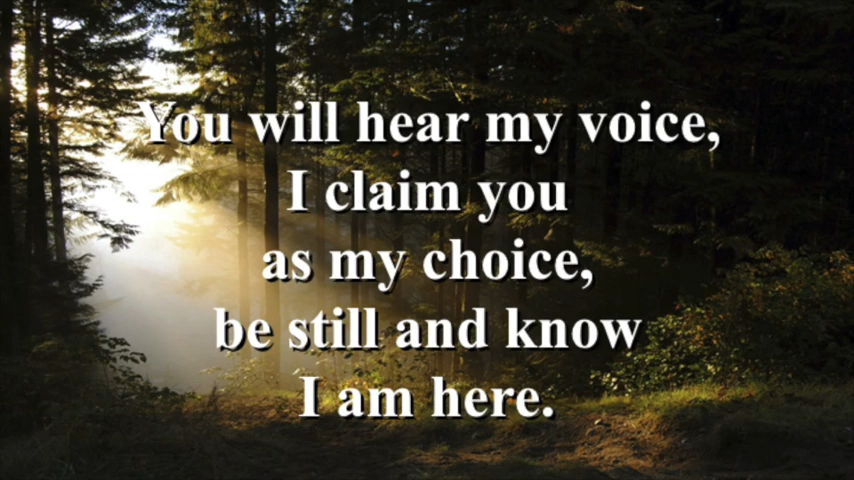 You will hear my voice,
I claim you
as my choice,
be still and know
I am here.